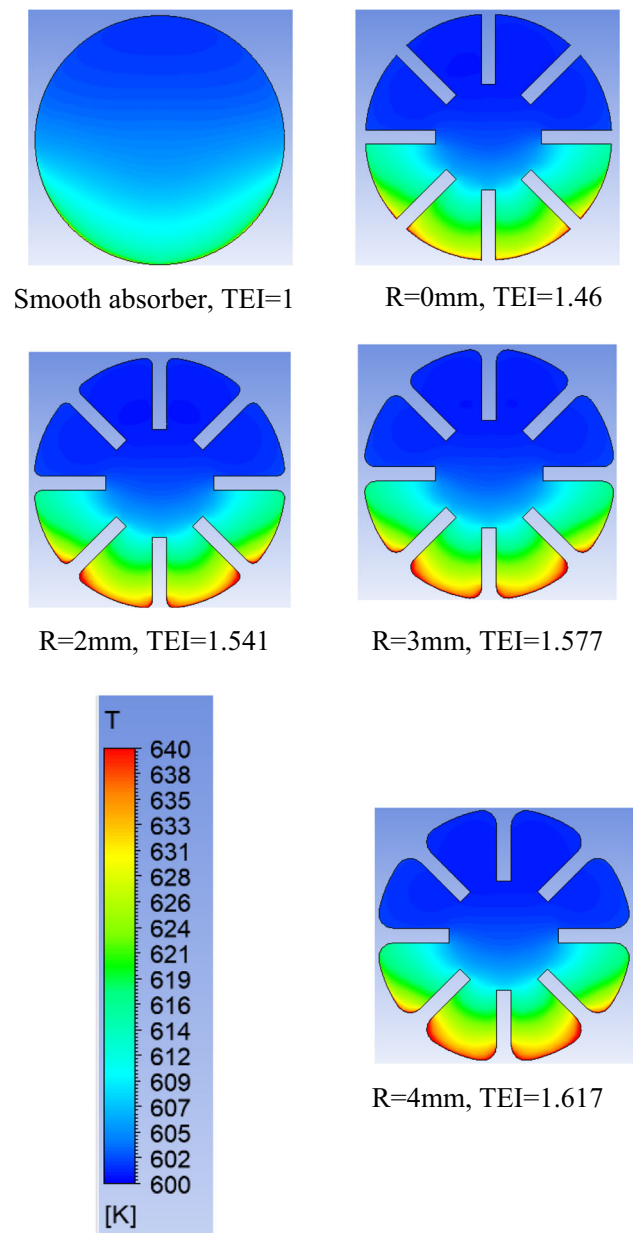 Smooth absorber, TEI=1
R=0mm, TEI=1.46
R=2mm, TEI=1.541
R=3mm, TEI=1.577
T
640
638
635
633
631
628
626
624
621
619
616
614
612
609
607
605
602
600
[K]
R=4mm, TEI=1.617